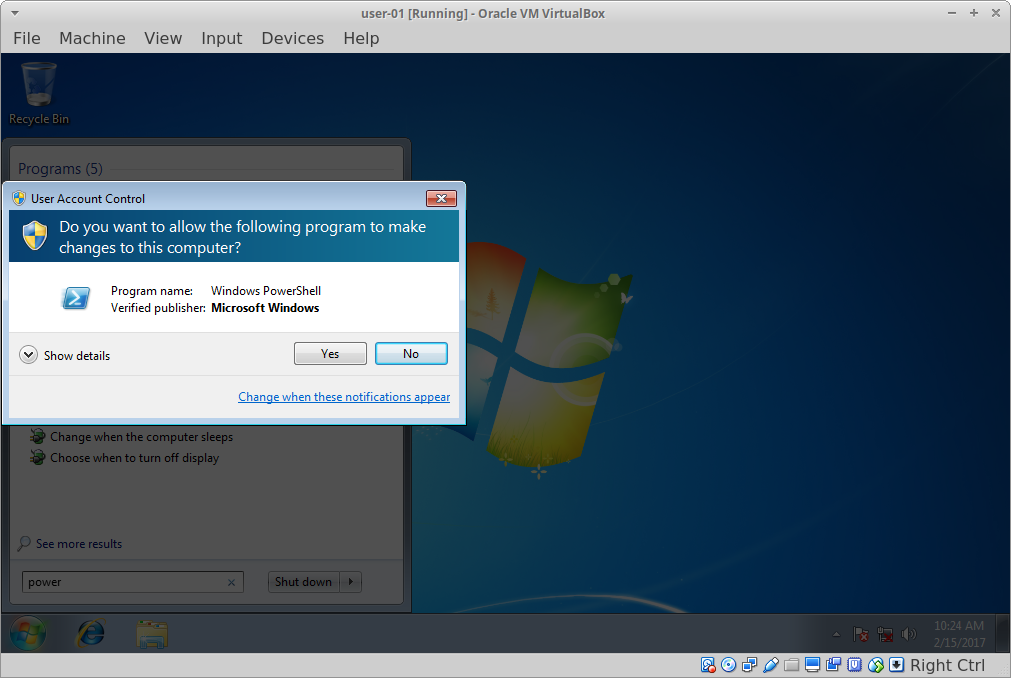 user-01 [Running] - Oracle VM VirtualBox
File Machine View Input Devices Help
Recycle Bin
Programs (5)
User Account Control
Do you want to allow the following program to make
changes to this computer?
Program name: Windows PowerShell
Verified publisher: Microsoft Windows
Show details
Yes
No
Change when these notifications appear
Change when the computer sleeps
Choose when to turn off display
See more results
power
Shut down
10:24 AM
2/15/2017
Right Ctrl